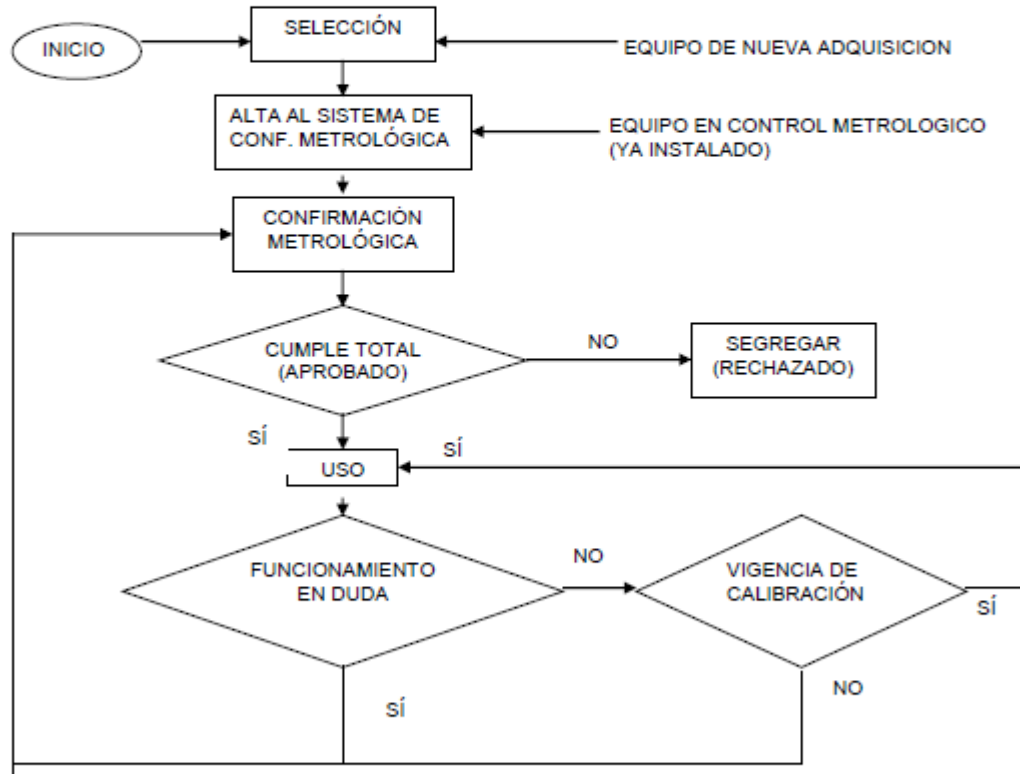 SELECCIÓN
INICIO
EQUIPO DE NUEVA ADQUISICION
ALTA AL SISTEMA DE
CONF. METROLÓGICA
EQUIPO EN CONTROL METROLOGICO
(YA INSTALADO)
CONFIRMACIÓN
METROLÓGICA
CUMPLE TOTAL
(APROBADO)
NO
SEGREGAR
(RECHAZADO)
SÍ
USO
SÍ
FUNCIONAMIENTO
EN DUDA
NO
VIGENCIA DE
CALIBRACIÓN
SÍ
SÍ
NO